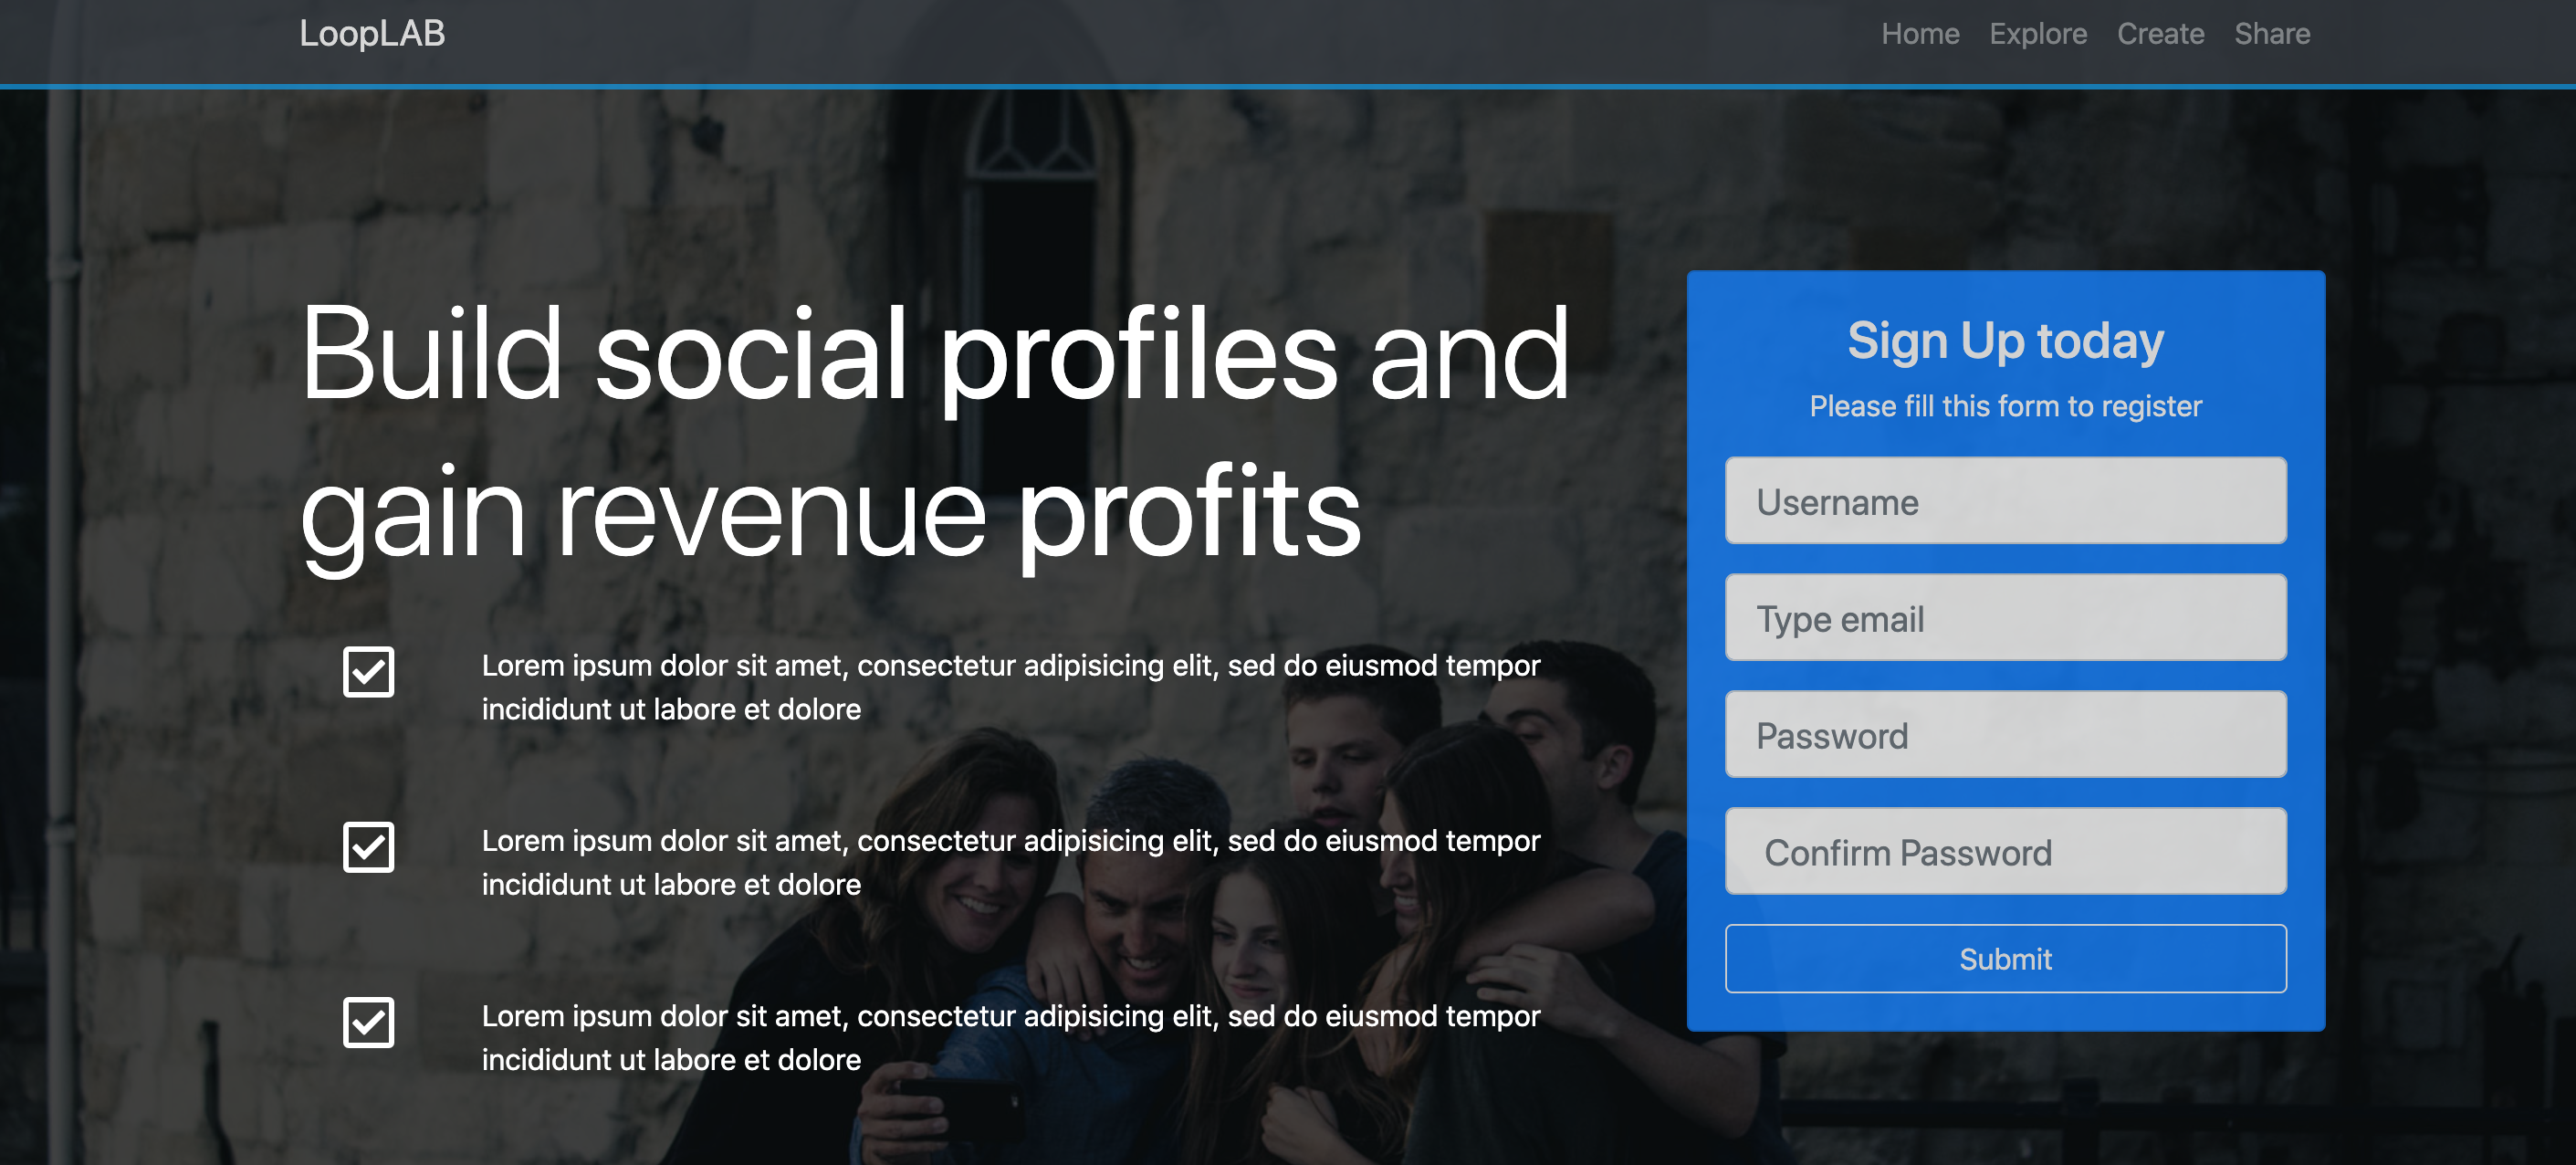 LoopLAB
Home Explore Create Share
Build social profiles and
gain revenue profits
Lorem ipsum dolor sit amet, consectetur adipisicing elit, sed do eiusmod tempor
incididunt ut labore et dolore
Lorem ipsum dolor sit amet, consectetur adipisicing elit, sed do eiusmod tempor
incididunt ut labore et dolore
Lorem ipsum dolor sit amet, consectetur adipisicing elit, sed do eiusmod tempor
incididunt ut labore et dolore
Sign Up today
Please fill this form to register
Username
Type email
Password
Confirm Password
Submit